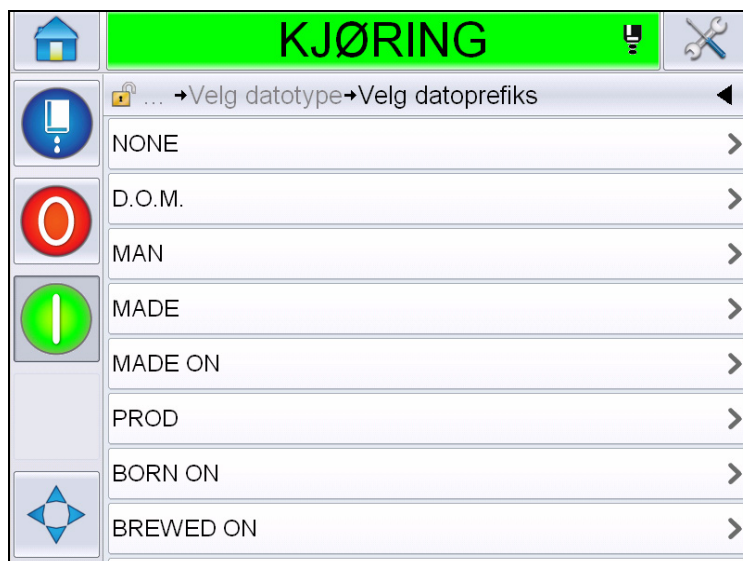 KJØRING
... →Velg datotype→Velg datoprefiks
NONE
D.O.M.
MAN
MADE
MADE ON
PROD
BORN ON
BREWED ON